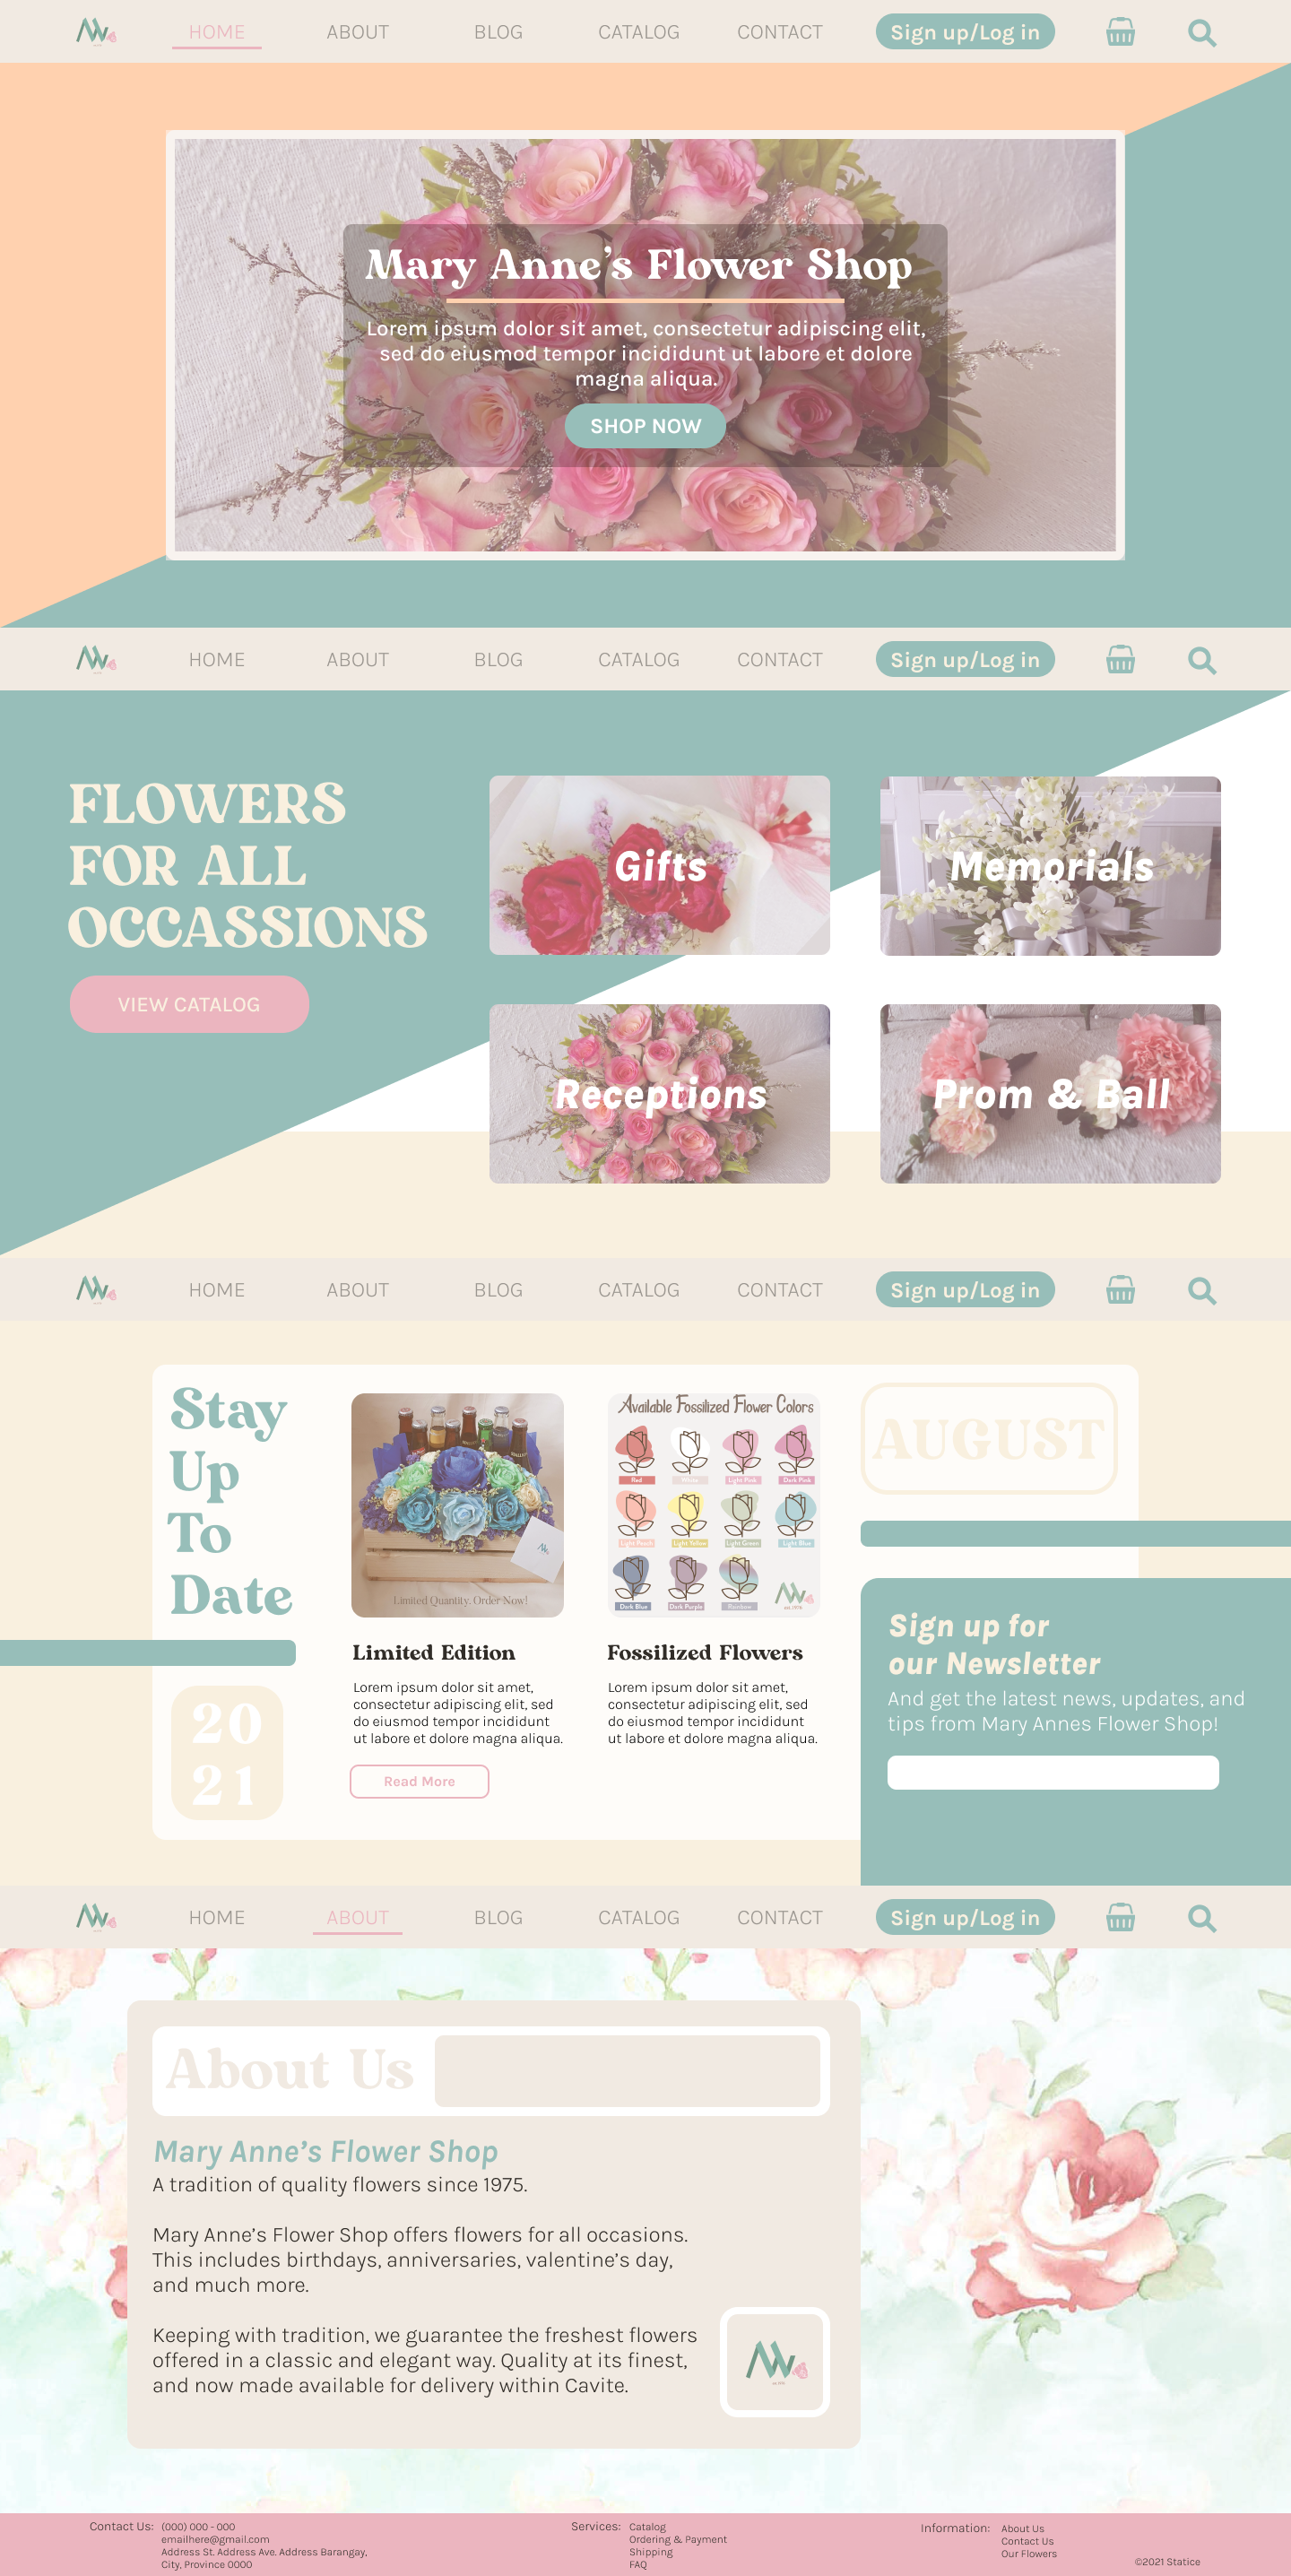 HOME ABOUT BLOG CATALOG CONTACT Sign up/Log in
Mary Anne's Flower Shop
Lorem ipsum dolor sit amet, consectetur adipiscing elit,
sed do eiusmod tempor incididunt ut labore et dolore
magna aliqua.
SHOP NOW
HOME ABOUT BLOG CATALOG CONTACT Sign up/Log in
FLOWERS
FOR ALL
OCCASSIONS
VIEW CATALOG
Gifts
Memorials
Receptions
Prom & Ball
HOME ABOUT BLOG CATALOG CONTACT Sign up/Log in
Stay
Up
To
Date
20
21
Limited Quantity. Order Now!
Limited Edition
Lorem ipsum dolor sit amet,
consectetur adipiscing elit, sed
do eiusmod tempor incididunt
ut labore et dolore magna aliqua.
Read More
Available Fossilized Flower Colors
Red White Light Pink Dark Pink
Light Peach Light Yellow Light Green Light Blue
Dark Blue Dark Purple Rainbow
Fossilized Flowers
Lorem ipsum dolor sit amet,
consectetur adipiscing elit, sed
do eiusmod tempor incididunt
ut labore et dolore magna aliqua.
AUGUST
Sign up for
our Newsletter
And get the latest news, updates, and
tips from Mary Annes Flower Shop!
HOME ABOUT BLOG CATALOG CONTACT Sign up/Log in
About Us
Mary Anne's Flower Shop
A tradition of quality flowers since 1975.
Mary Anne's Flower Shop offers flowers for all occasions.
This includes birthdays, anniversaries, valentine's day,
and much more.
Keeping with tradition, we guarantee the freshest flowers
offered in a classic and elegant way. Quality at its finest,
and now made available for delivery within Cavite.
Contact Us: (000) 000 - 000
emailhere@gmail.com
Address St. Address Ave. Address Barangay,
City, Province 0000
Services: Catalog
Ordering & Payment
Shipping
FAQ
Information: About Us
Contact Us
Our Flowers
©2021 Statice